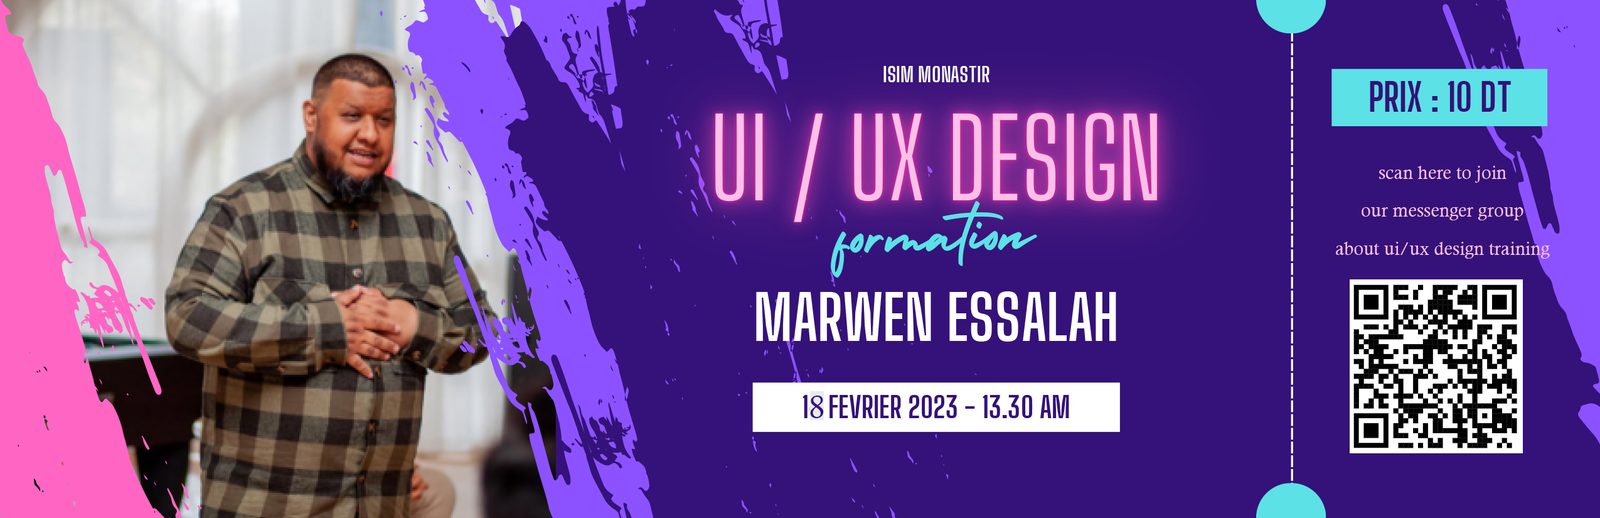 ISIM MONASTIR
UI / UX DESIGN
formation
MARWEN ESSALAH
18 FEVRIER 2023 - 13.30 AM
PRIX : 10 DT
scan here to join
our messenger group
about ui/ux design training